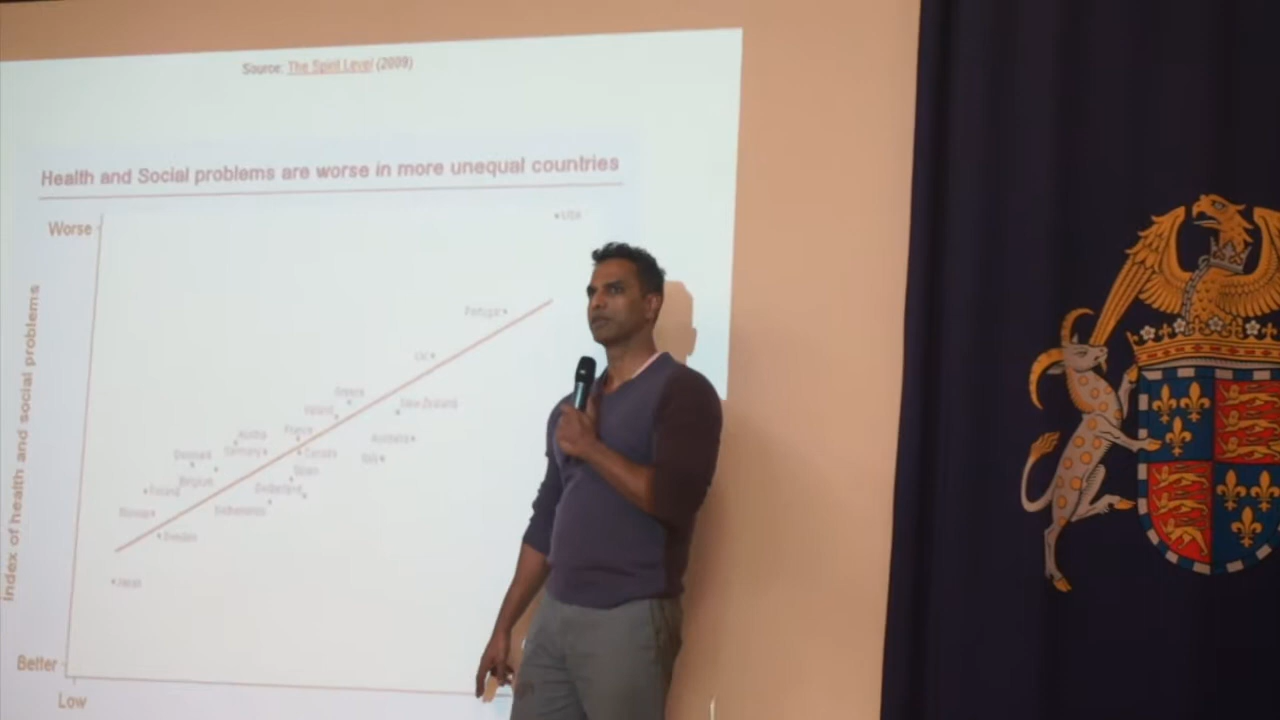 Source: The Spirit Level (2009)
Health and Social problems are worse in more unequal countries
Worse
USA
Portugal
UK
Greece
New Zealand
Ireland
France
Austria
Australia
Germany
Canada
Denmark
Italy
Spain
Belgium
Finland
Switzerland
Netherlands
Norway
Sweden
Japan
Index of health and social problems
Better
Low